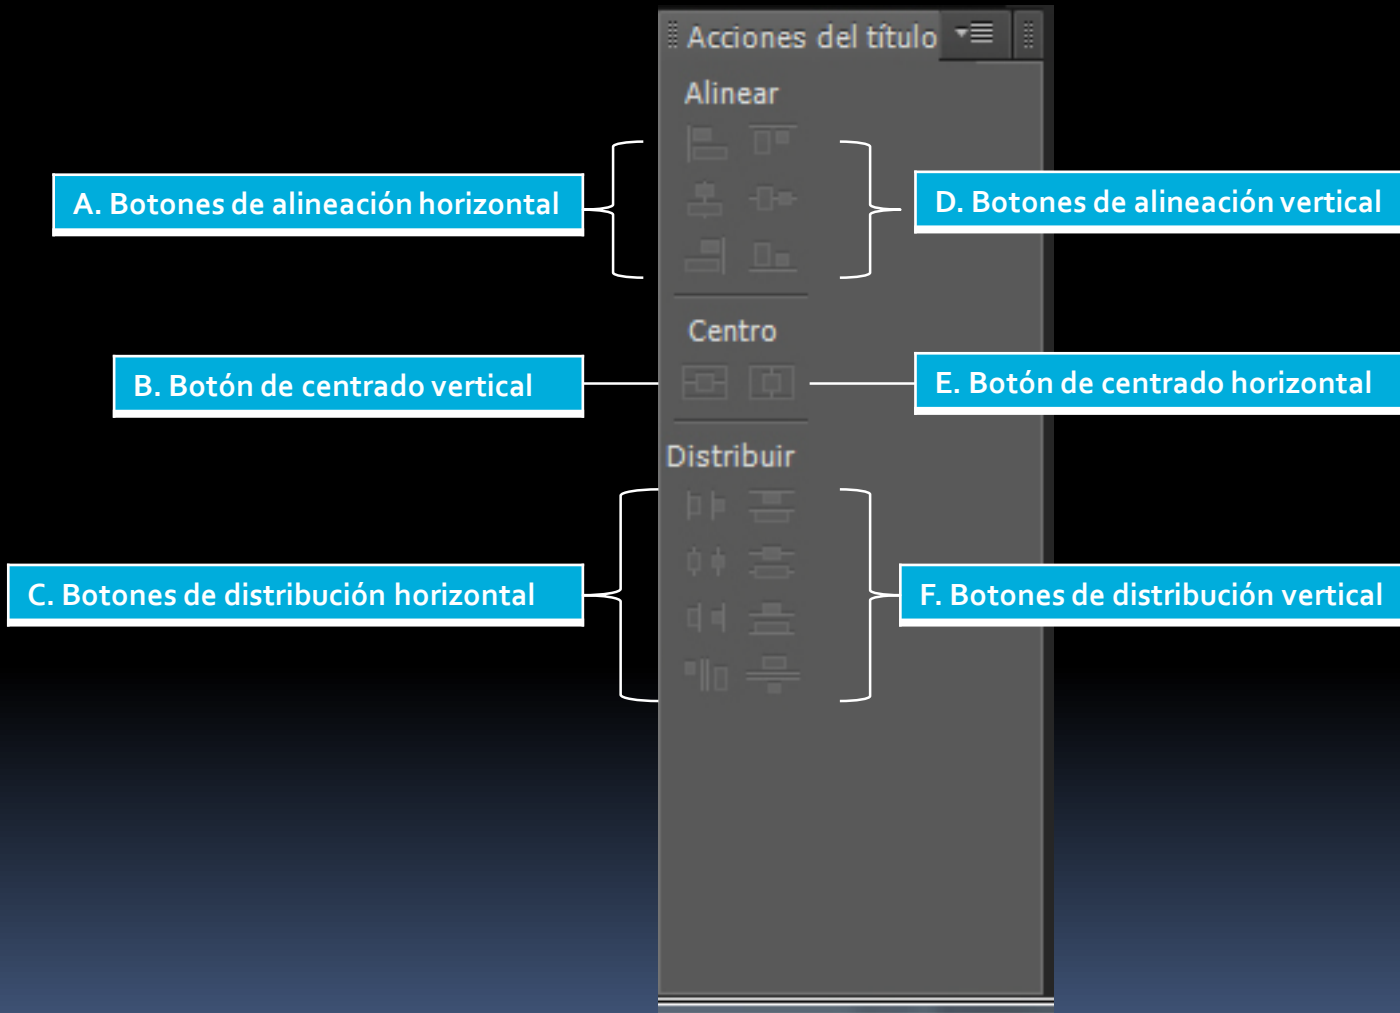 Acciones del título
Alinear
A. Botones de alineación horizontal
D. Botones de alineación vertical
Centro
B. Botón de centrado vertical
E. Botón de centrado horizontal
Distribuir
C. Botones de distribución horizontal
F. Botones de distribución vertical